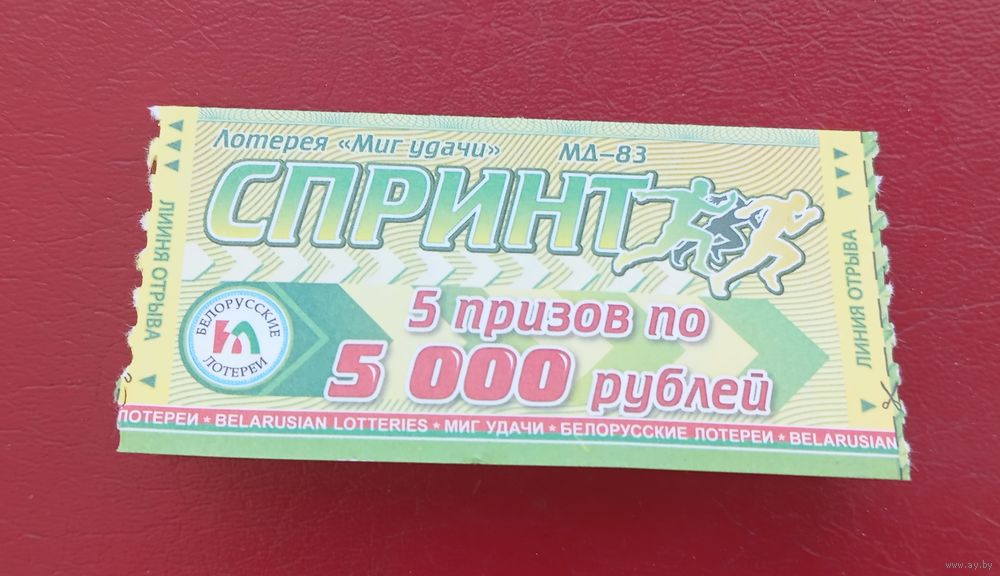 Лотерея «Миг удачи» МД-83
СПРИНТ
ЛИНИЯ ОТРЫВА
ЛИНИЯ ОТРЫВА
БЕЛОРУССКИЕ
ЛОТЕРЕИ
5 призов по
5 000 рублей
ЛОТЕРЕИ * BELARUSIAN LOTTERIES * МИГ УДАЧИ * БЕЛОРУССКИЕ ЛОТЕРЕИ * BELARUSIAN
www.ay.by